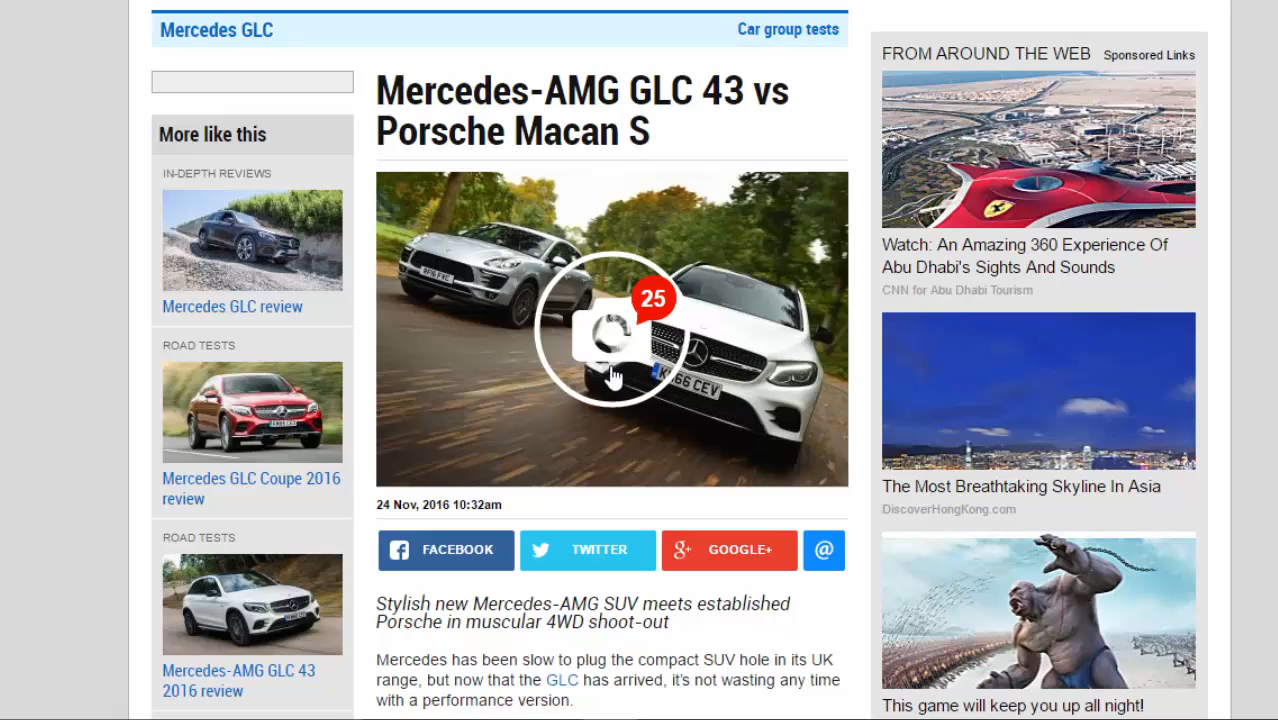 Mercedes GLC
Car group tests
More like this
IN-DEPTH REVIEWS
Mercedes GLC review
ROAD TESTS
Mercedes GLC Coupe 2016
review
ROAD TESTS
Mercedes-AMG GLC 43
2016 review
Mercedes-AMG GLC 43 vs
Porsche Macan S
25
24 Nov, 2016 10:32am
FACEBOOK
TWITTER
GOOGLE+
@
Stylish new Mercedes-AMG SUV meets established
Porsche in muscular 4WD shoot-out
Mercedes has been slow to plug the compact SUV hole in its UK
range, but now that the GLC has arrived, it's not wasting any time
with a performance version.
FROM AROUND THE WEB
Sponsored Links
Watch: An Amazing 360 Experience Of
Abu Dhabi's Sights And Sounds
CNN for Abu Dhabi Tourism
The Most Breathtaking Skyline In Asia
DiscoverHongKong.com
This game will keep you up all night!